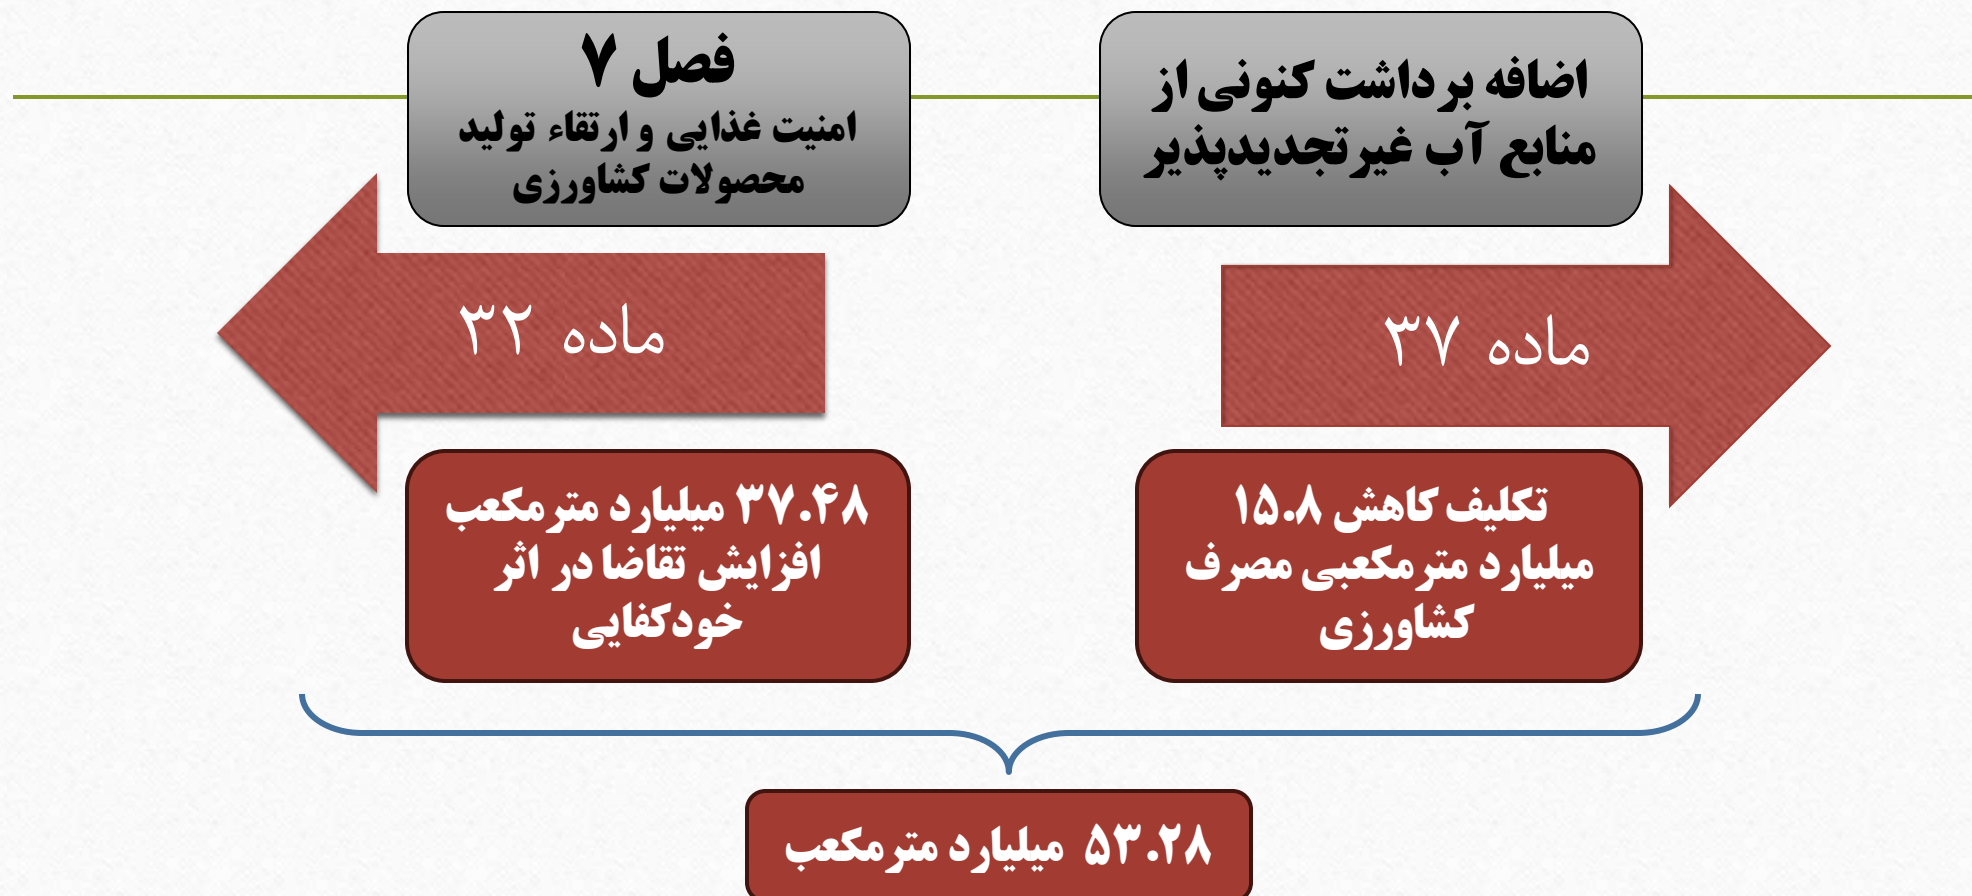 اضافه برداشت کنونی از
منابع آب غیرتجدیدپذیر
ماده ۳۷
تکلیف کاهش ۱۵.۸
میلیارد مترمکعبی مصرف
کشاورزی
فصل ۷
امنیت غذایی و ارتقاء تولید
محصولات کشاورزی
ماده ۳۲
۳۷.۴۸ میلیارد مترمکعب
افزایش تقاضا در اثر
خودکفایی
۵۳.۲۸ میلیارد مترمکعب